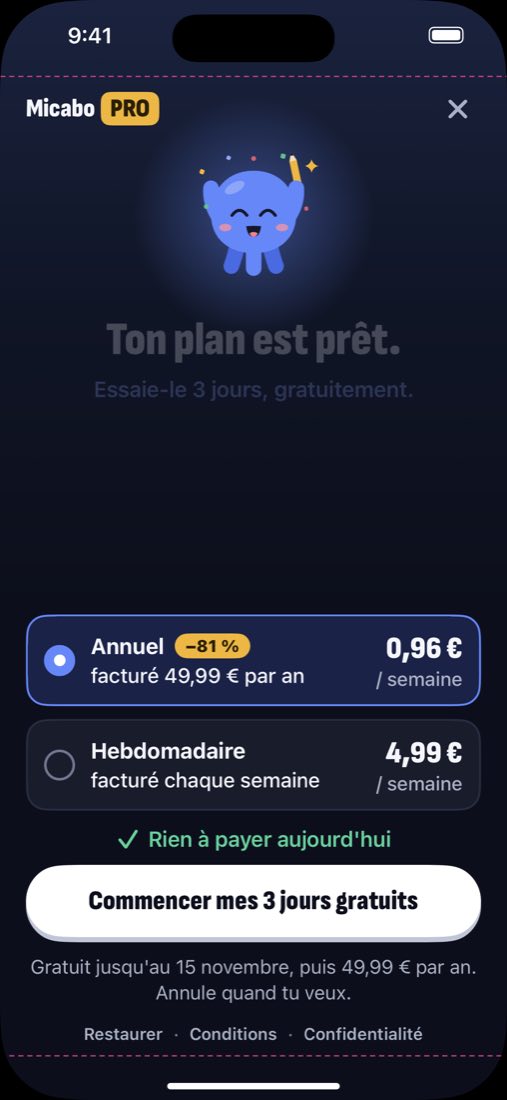 9:41
Micabo PRO
Ton plan est prêt.
Essaie-le 3 jours, gratuitement.
Annuel −81 % 0,96 €
facturé 49,99 € par an / semaine
Hebdomadaire 4,99 €
facturé chaque semaine / semaine
Rien à payer aujourd'hui
Commencer mes 3 jours gratuits
Gratuit jusqu'au 15 novembre, puis 49,99 € par an.
Annule quand tu veux.
Restaurer · Conditions · Confidentialité